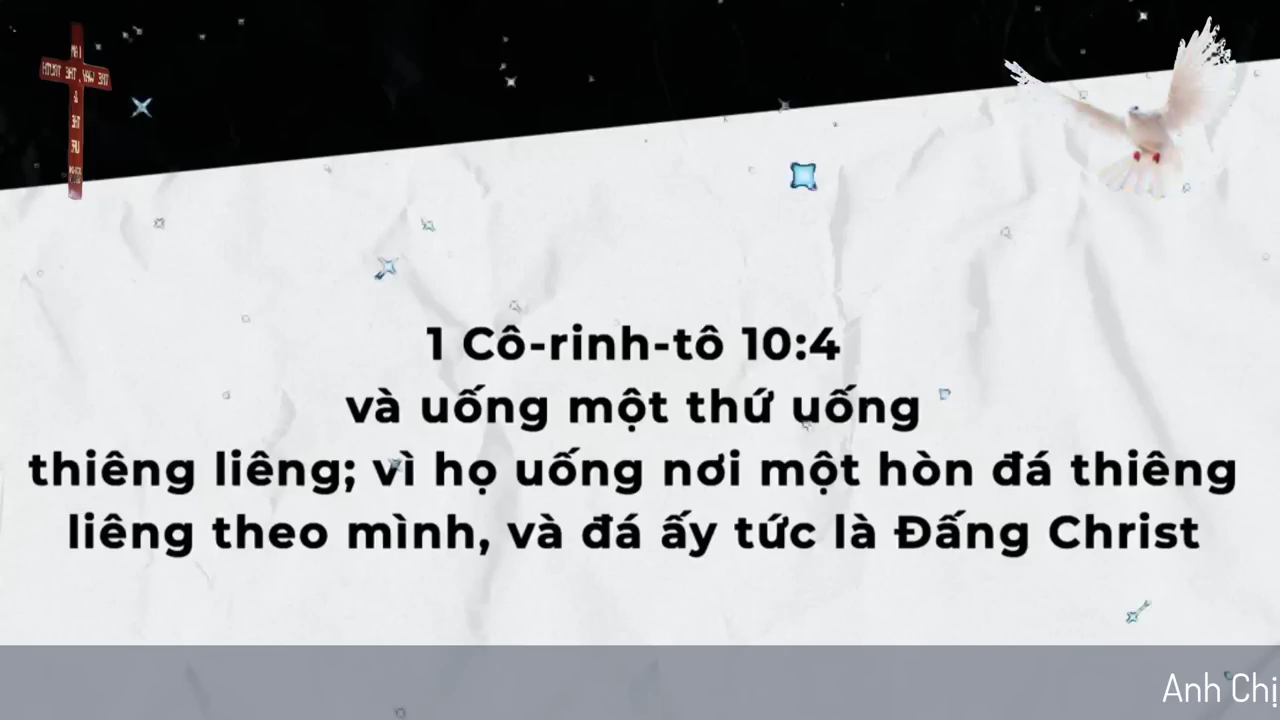 1 Cô-rinh-tô 10:4
và uống một thứ uống
thiêng liêng; vì họ uống nơi một hòn đá thiêng
liêng theo mình, và đá ấy tức là Đấng Christ
Anh Chị